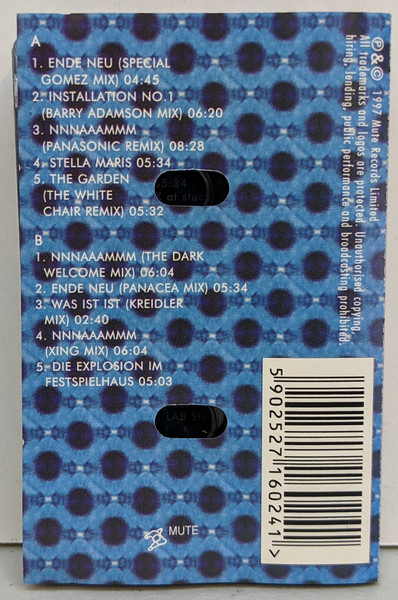 A
1. ENDE NEU (SPECIAL
GOMEZ MIX) 04:45
2. INSTALLATION NO.1
(BARRY ADAMSON MIX) 06:20
3. NNNAAAMMM
(PANASONIC REMIX) 08:28
4. STELLA MARIS 05:34
5. THE GARDEN
(THE WHITE
CHAIR REMIX) 05:32
B
1. NNNAAAMMM (THE DARK
WELCOME MIX) 06:04
2. ENDE NEU (PANACEA MIX) 05:34
3. WAS IST IST (KREIDLER
MIX) 02:40
4. NNNAAAMMM
(XING MIX) 06:04
5. DIE EXPLOSION IM
FESTSPIELHAUS 05:03
MUTE
℗ & © 1997 Mute Records Limited
All trademarks and logos are protected. Unauthorised copying,
hiring, lending, public performance and broadcasting prohibited.
5 902527 160241 >
05:34
at
LAB